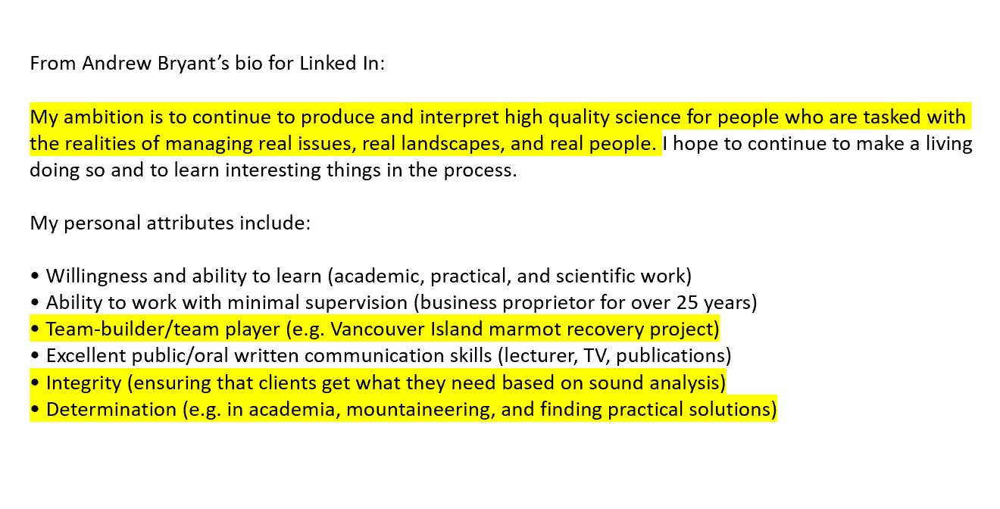 From Andrew Bryant’s bio for Linked In:
My ambition is to continue to produce and interpret high quality science for people who are tasked with
the realities of managing real issues, real landscapes, and real people. I hope to continue to make a living
doing so and to learn interesting things in the process.
My personal attributes include:
• Willingness and ability to learn (academic, practical, and scientific work)
• Ability to work with minimal supervision (business proprietor for over 25 years)
• Team-builder/team player (e.g. Vancouver Island marmot recovery project)
• Excellent public/oral written communication skills (lecturer, TV, publications)
• Integrity (ensuring that clients get what they need based on sound analysis)
• Determination (e.g. in academia, mountaineering, and finding practical solutions)